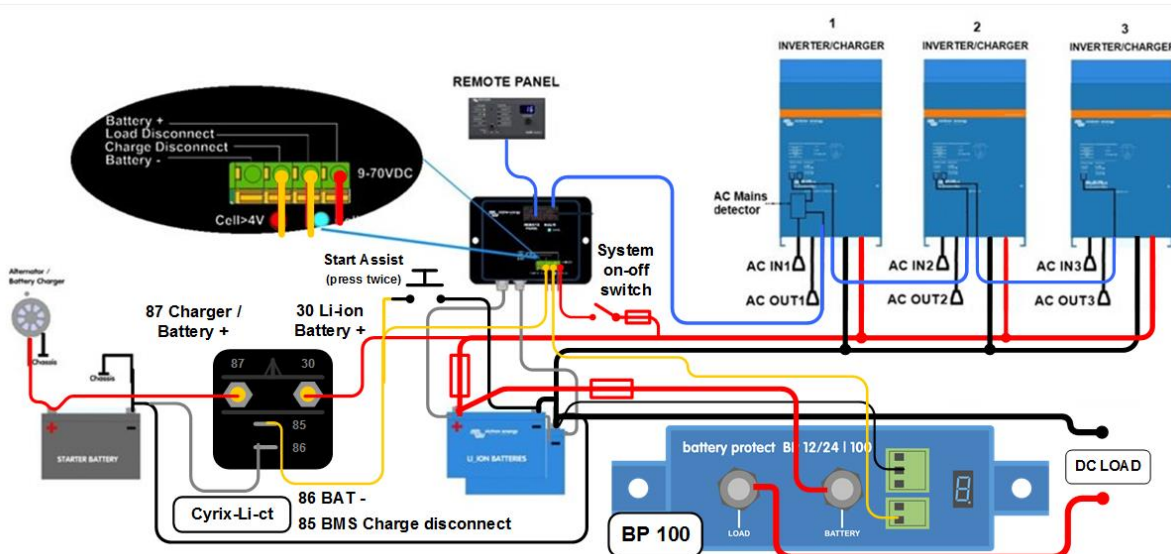 1
INVERTER/CHARGER
2
INVERTER/CHARGER
3
INVERTER/CHARGER
REMOTE PANEL
Battery +
Load Disconnect
Charge Disconnect
Battery -
9-70VDC
Cell>4V
AC Mains
detector
System
on-off
switch
Start Assist
(press twice)
AC IN1
AC OUT1
AC IN2
AC OUT2
AC IN3
AC OUT3
Alternator /
Battery Charger
Chassis
87 Charger /
Battery +
30 Li-ion
Battery +
87
30
85
86
Chassis
STARTER BATTERY
+
-
Cyrix-Li-ct
86 BAT -
85 BMS Charge disconnect
+
-
LI_ION BATTERIES
battery protect BP 12/24 | 100
LOAD
BATTERY
8
BP 100
DC LOAD